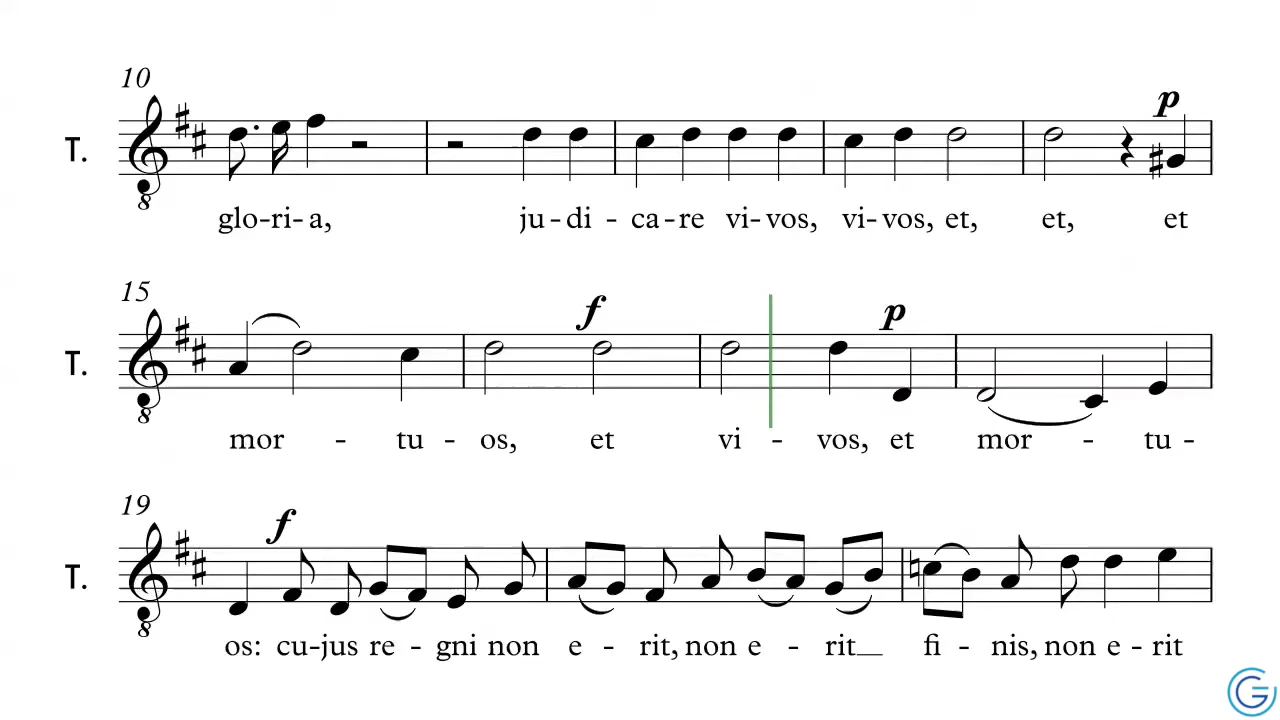 10
p
T.
glo-ri-a, ju-di-ca-re vi-vos, vi-vos, et, et, et
15
f p
T.
mor - tu - os, et vi - vos, et mor - tu -
19
f
T.
os: cu-jus re - gni non e - rit, non e - rit__ fi - nis, non e - rit
G